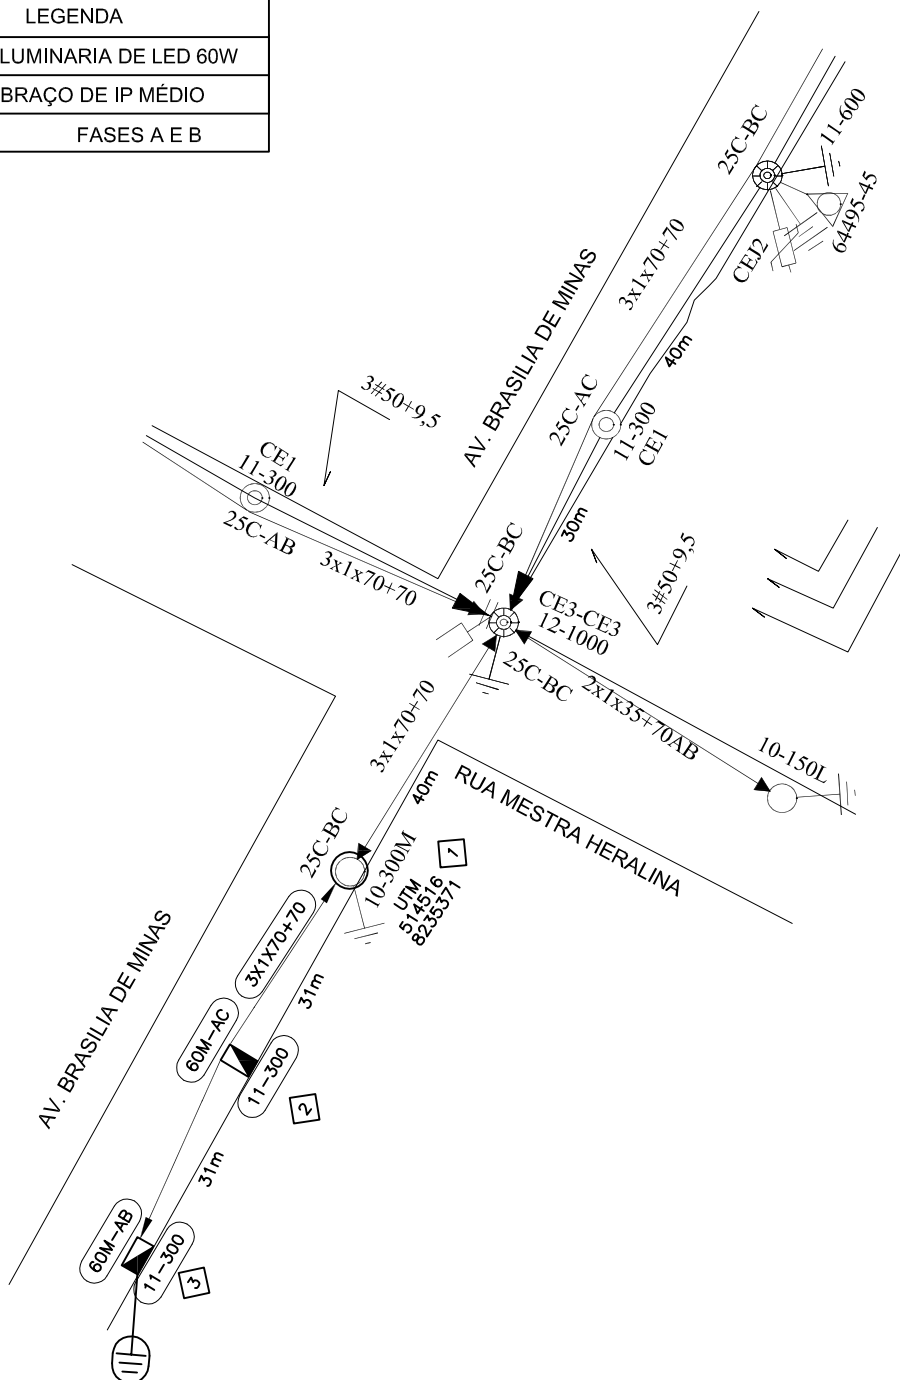 LEGENDA
LUMINARIA DE LED 60W
BRAÇO DE IP MÉDIO
FASES A E B
25C-BC
11-600
64495-45
CEJ2
3x1x70+70
40m
AV. BRASILIA DE MINAS
3#50+9,5
25C-AC
11-300
CE1
CE1
11-300
25C-AB
3x1x70+70
30m
25C-BC
3#50+9,5
CE3-CE3
12-1000
25C-BC
2x1x35+70AB
10-150L
3x1x70+70
40m
RUA MESTRA HERALINA
25C-BC
10-300M
UTM
514516
8235371
1
3X1X70+70
31m
AV. BRASILIA DE MINAS
60M-AC
11-300
2
31m
60M-AB
11-300
3